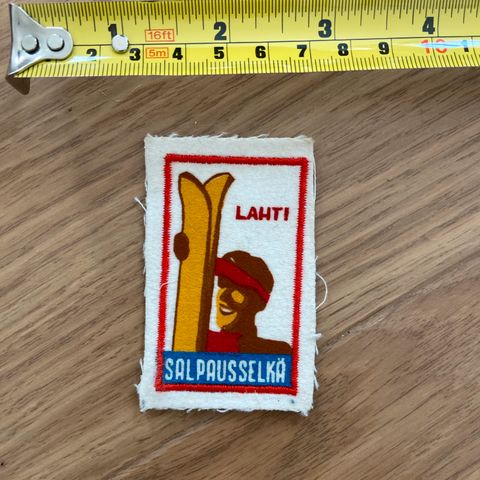 2 3 4
16ft
2 3 5m 4 5 6 7 8 9 10 1
LAHTI
SALPAUSSELKÄ